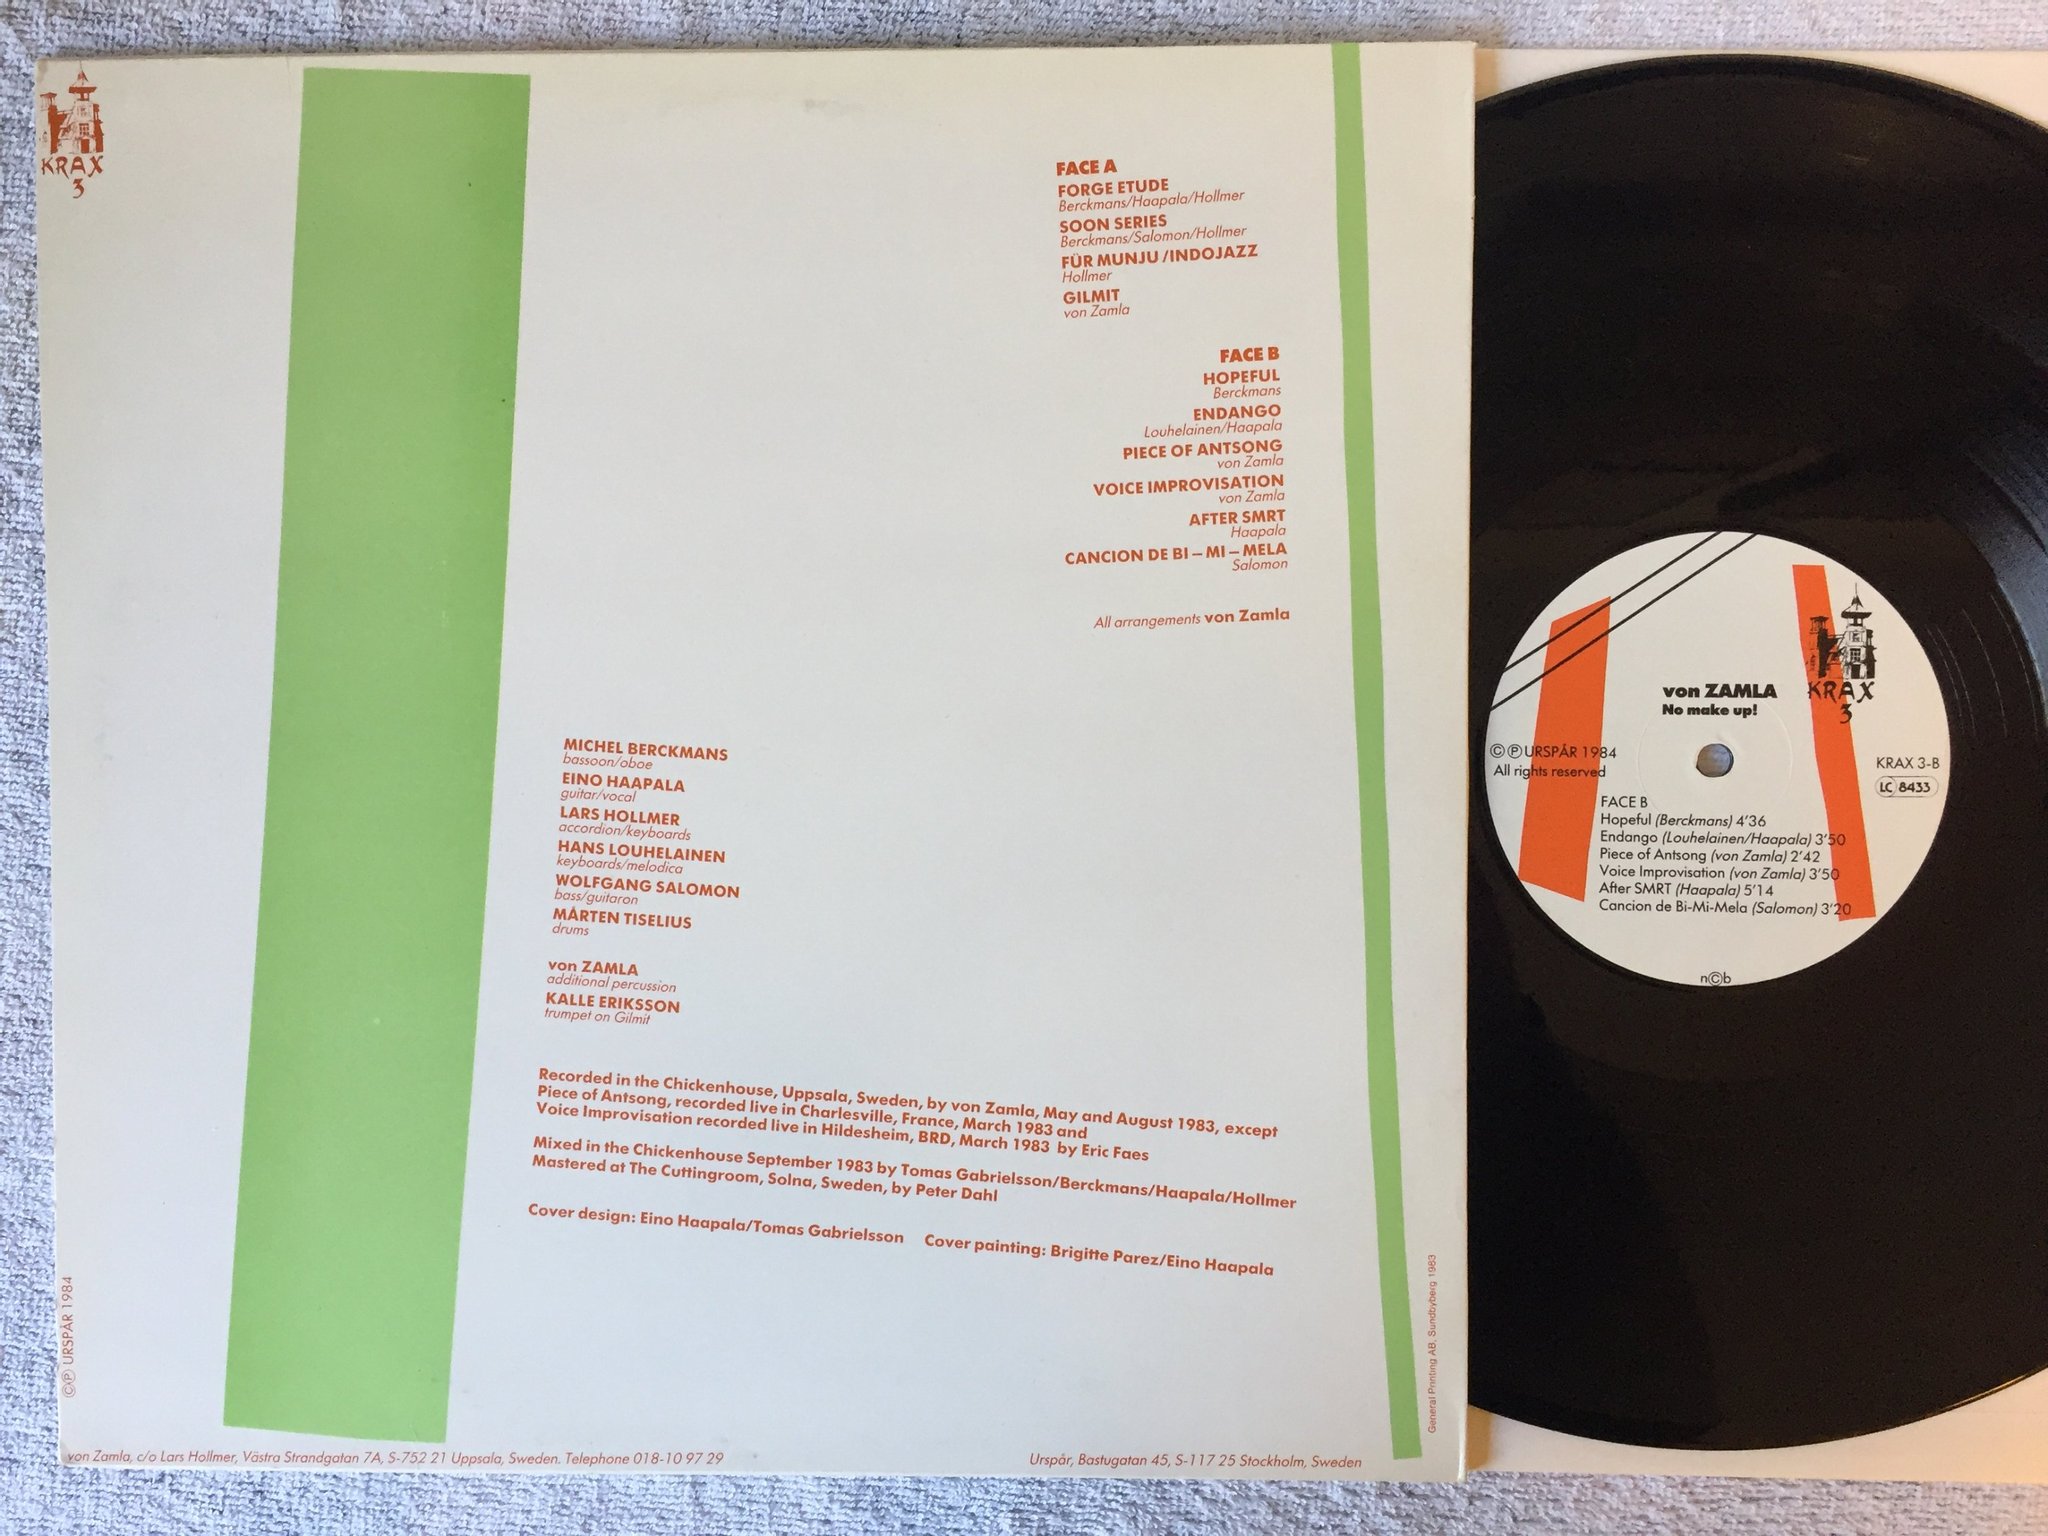 KRAX
3
FACE A
FORGE ETUDE
Berckmans/Haapala/Hollmer
SOON SERIES
Berckmans/Salomon/Hollmer
FÜR MUNJU /INDOJAZZ
Hollmer
GILMIT
von Zamla
FACE B
HOPEFUL
Berckmans
ENDANGO
Louhelainen/Haapala
PIECE OF ANTSONG
von Zamla
VOICE IMPROVISATION
von Zamla
AFTER SMRT
Haapala
CANCION DE BI – MI – MELA
Salomon
All arrangements von Zamla
MICHEL BERCKMANS
bassoon/oboe
EINO HAAPALA
guitar/vocal
LARS HOLLMER
accordion/keyboards
HANS LOUHELAINEN
keyboards/melodica
WOLFGANG SALOMON
bass/guitaron
MÅRTEN TISELIUS
drums
von ZAMLA
additional percussion
KALLE ERIKSSON
trumpet on Gilmit
Recorded in the Chickenhouse, Uppsala, Sweden, by von Zamla, May and August 1983, except
Piece of Antsong, recorded live in Charlesville, France, March 1983 and
Voice Improvisation recorded live in Hildesheim, BRD, March 1983 by Eric Faes
Mixed in the Chickenhouse September 1983 by Tomas Gabrielsson/Berckmans/Haapala/Hollmer
Mastered at The Cuttingroom, Solna, Sweden, by Peter Dahl
Cover design: Eino Haapala/Tomas Gabrielsson Cover painting: Brigitte Parez/Eino Haapala
© ℗ URSPÅR 1984
General Printing AB, Sundbyberg 1983
von Zamla, c/o Lars Hollmer, Västra Strandgatan 7A, S-752 21 Uppsala, Sweden. Telephone 018-10 97 29
Urspår, Bastugatan 45, S-117 25 Stockholm, Sweden
KRAX
3
von ZAMLA
No make up!
© ℗ URSPÅR 1984
All rights reserved
KRAX 3-B
LC 8433
FACE B
Hopeful (Berckmans) 4'36
Endango (Louhelainen/Haapala) 3'50
Piece of Antsong (von Zamla) 2'42
Voice Improvisation (von Zamla) 3'50
After SMRT (Haapala) 5'14
Cancion de Bi-Mi-Mela (Salomon) 3'20
n©b